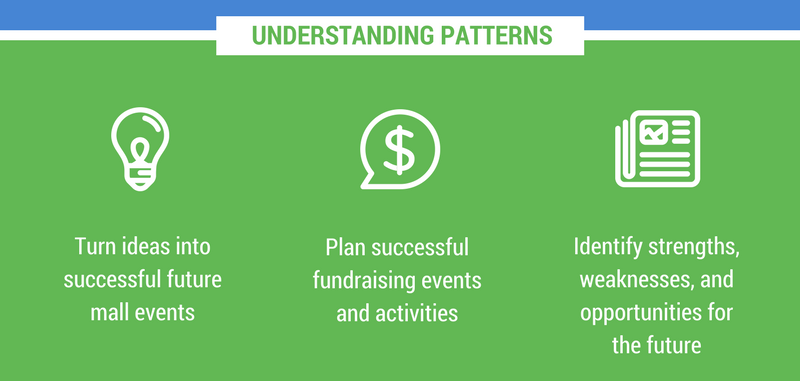 UNDERSTANDING PATTERNS
$
Turn ideas into
successful future
mall events
Plan successful
fundraising events
and activities
Identify strengths,
weaknesses, and
opportunities for
the future